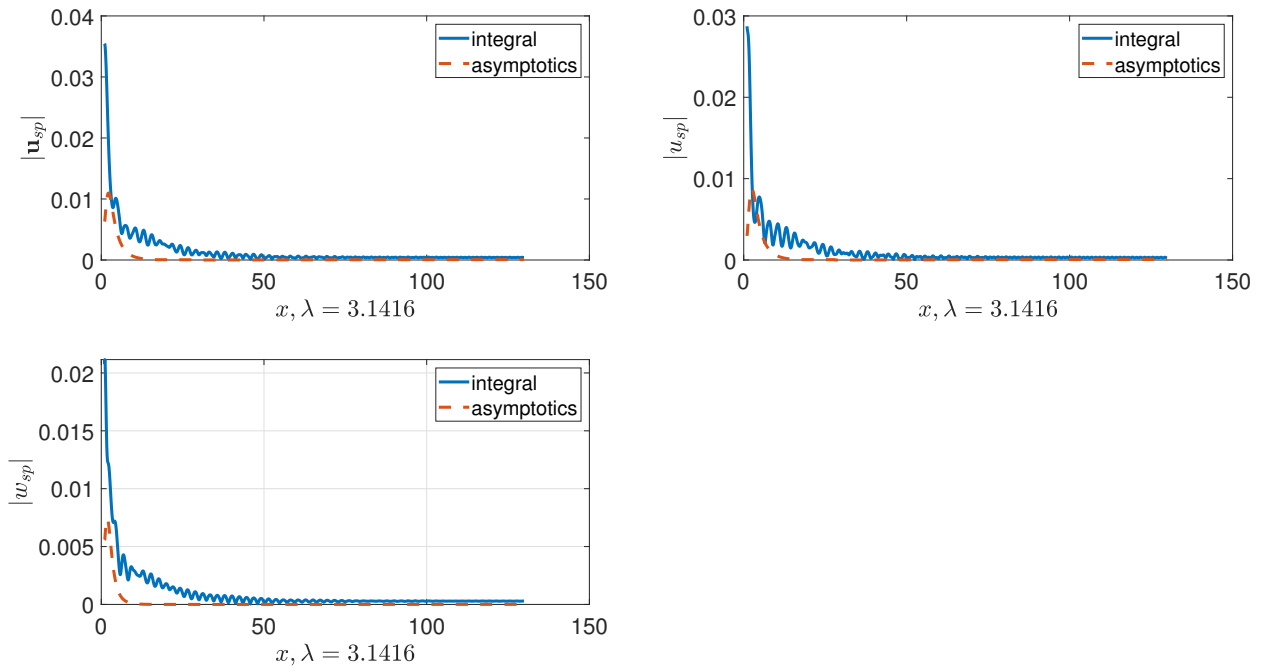 0.04
0.03
0.02
0.01
0
|u_sp|
0 50 100 150
x, λ = 3.1416
integral
asymptotics
0.03
0.02
0.01
0
|u_sp|
0 50 100 150
x, λ = 3.1416
integral
asymptotics
0.02
0.015
0.01
0.005
0
|w_sp|
0 50 100 150
x, λ = 3.1416
integral
asymptotics